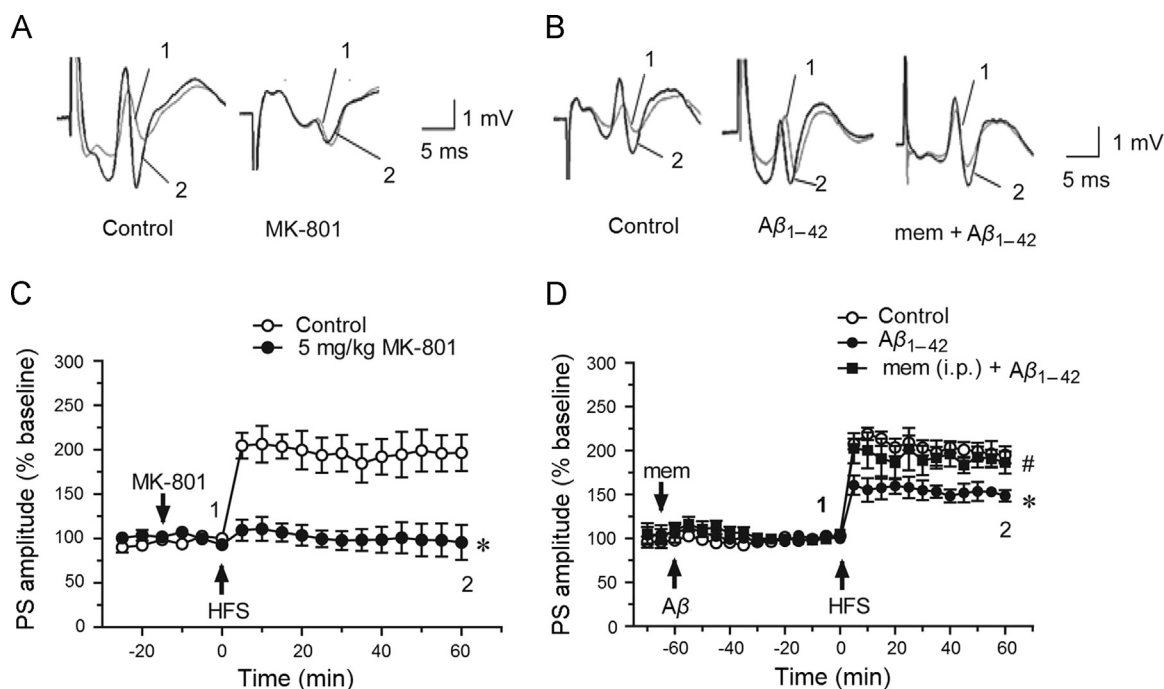 A
1
2
Control
1
2
MK-801
1 mV
5 ms
B
1
2
Control
1
2
Aβ1–42
1
2
mem + Aβ1–42
1 mV
5 ms
C
Control
5 mg/kg MK-801
PS amplitude (% baseline)
300
250
200
150
100
50
0
MK-801
1
HFS
*
2
-20
0
20
40
60
Time (min)
D
Control
Aβ1–42
mem (i.p.) + Aβ1–42
PS amplitude (% baseline)
300
250
200
150
100
50
0
mem
Aβ
1
HFS
#
*
2
-60
-40
-20
0
20
40
60
Time (min)